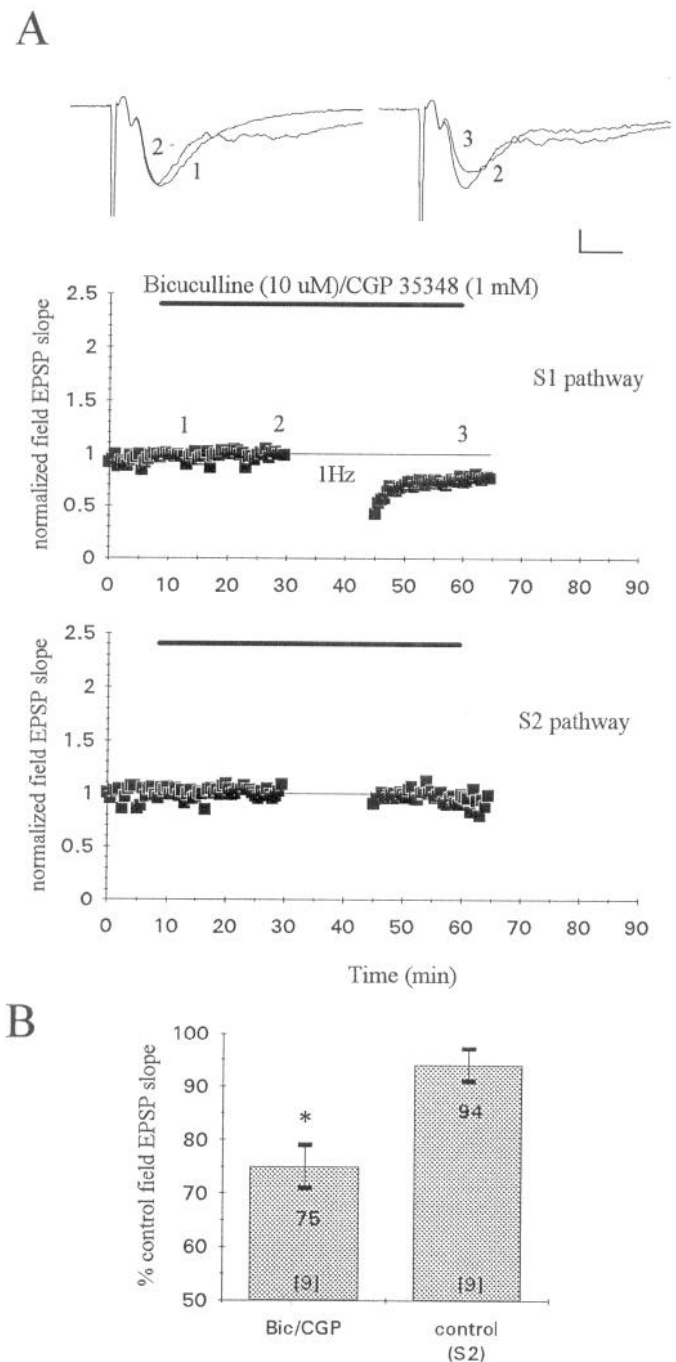 A
2
1
3
2
Bicuculline (10 uM)/CGP 35348 (1 mM)
normalized field EPSP slope
2.5
2
1.5
1
0.5
0
S1 pathway
1
2
3
1Hz
0 10 20 30 40 50 60 70 80 90
normalized field EPSP slope
2.5
2
1.5
1
0.5
0
S2 pathway
0 10 20 30 40 50 60 70 80 90
Time (min)
B
% control field EPSP slope
100
90
80
70
60
50
*
75
[9]
94
[9]
Bic/CGP
control
(S2)